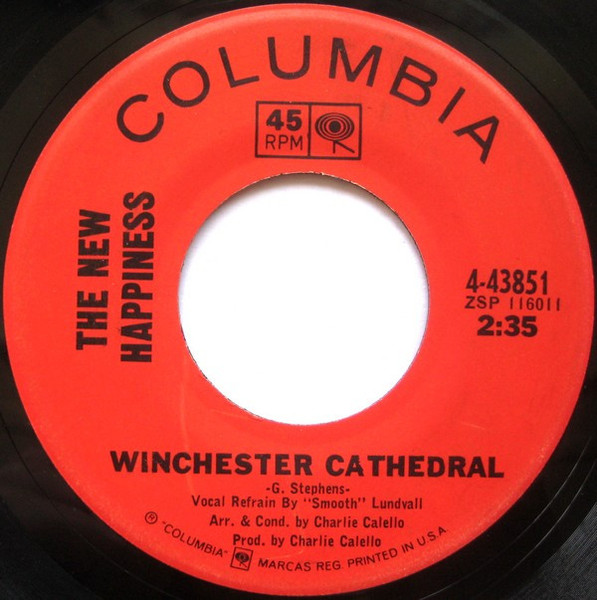 COLUMBIA
45
RPM
THE NEW
HAPPINESS
4-43851
ZSP 116011
2:35
WINCHESTER CATHEDRAL
-G. Stephens-
Vocal Refrain By "Smooth" Lundvall
Arr. & Cond. by Charlie Calello
Prod. by Charlie Calello
℗ "COLUMBIA" MARCAS REG. PRINTED IN U.S.A.